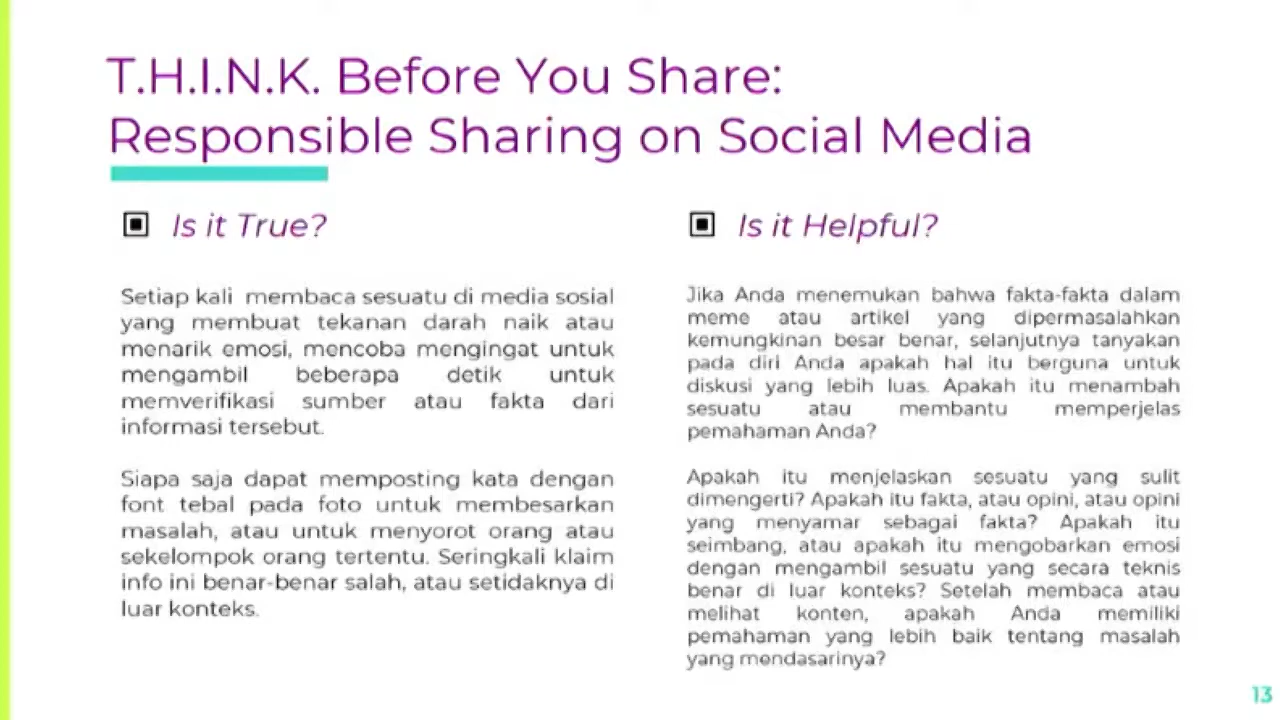 T.H.I.N.K. Before You Share:
Responsible Sharing on Social Media
Is it True?
Setiap kali membaca sesuatu di media sosial
yang membuat tekanan darah naik atau
menarik emosi, mencoba mengingat untuk
mengambil beberapa detik untuk
memverifikasi sumber atau fakta dari
informasi tersebut.
Siapa saja dapat memposting kata dengan
font tebal pada foto untuk membesarkan
masalah, atau untuk menyorot orang atau
sekelompok orang tertentu. Seringkali klaim
info ini benar-benar salah, atau setidaknya di
luar konteks.
Is it Helpful?
Jika Anda menemukan bahwa fakta-fakta dalam
meme atau artikel yang dipermasalahkan
kemungkinan besar benar, selanjutnya tanyakan
pada diri Anda apakah hal itu berguna untuk
diskusi yang lebih luas. Apakah itu menambah
sesuatu atau membantu memperjelas
pemahaman Anda?
Apakah itu menjelaskan sesuatu yang sulit
dimengerti? Apakah itu fakta, atau opini, atau opini
yang menyamar sebagai fakta? Apakah itu
seimbang, atau apakah itu mengobarkan emosi
dengan mengambil sesuatu yang secara teknis
benar di luar konteks? Setelah membaca atau
melihat konten, apakah Anda memiliki
pemahaman yang lebih baik tentang masalah
yang mendasarinya?
13